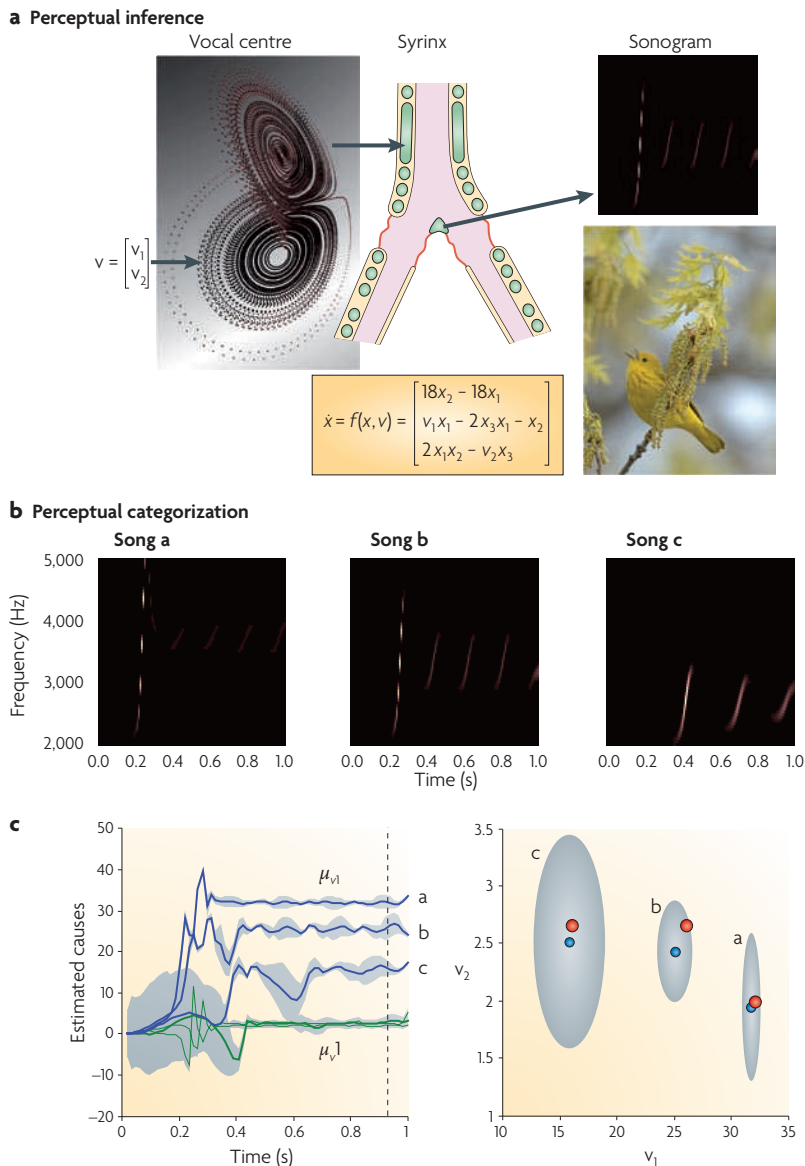 a Perceptual inference
Vocal centre
Syrinx
Sonogram
v = [v₁ v₂]
ẋ = f(x, v) = [18x₂ – 18x₁
v₁x₁ – 2x₃x₁ – x₂
2x₁x₂ – v₂x₃]
b Perceptual categorization
Song a
Song b
Song c
Frequency (Hz)
5,000
4,000
3,000
2,000
0.0 0.2 0.4 0.6 0.8 1.0
0.0 0.2 0.4 0.6 0.8 1.0
0.0 0.2 0.4 0.6 0.8 1.0
Time (s)
c
Estimated causes
50
40
30
20
10
0
–10
–20
μᵥ₁
a
b
c
μᵥ1
0 0.2 0.4 0.6 0.8 1
Time (s)
V₂
3.5
3
2.5
2
1.5
1
c
b
a
10 15 20 25 30 35
V₁